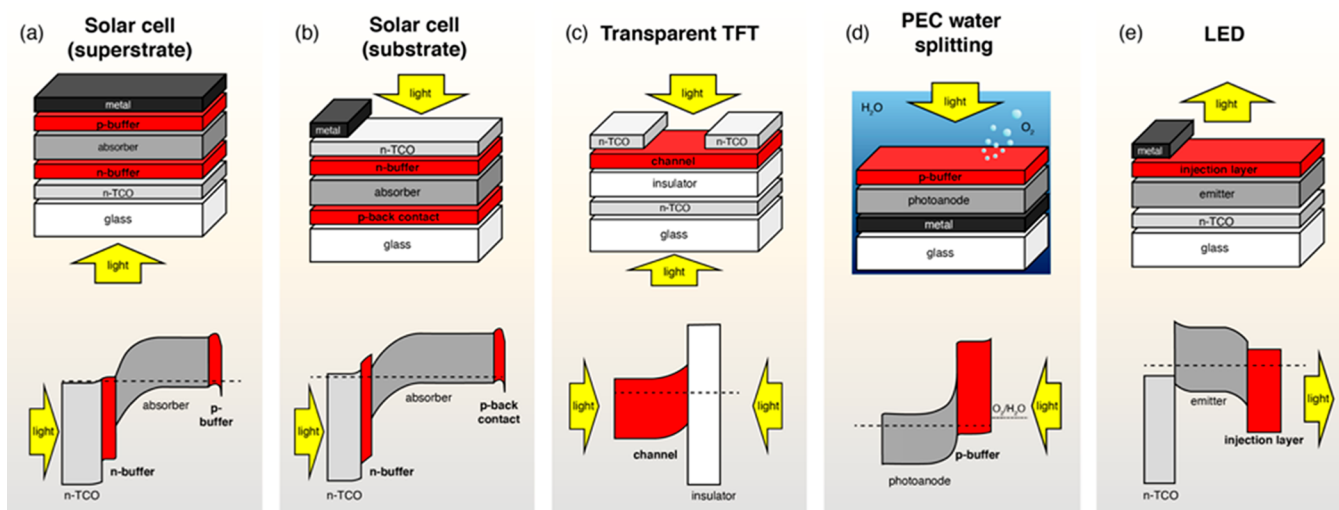 (a)
Solar cell
(superstrate)
metal
p-buffer
absorber
n-buffer
n-TCO
glass
light
light
absorber
p-
buffer
n-buffer
n-TCO
(b)
Solar cell
(substrate)
light
metal
n-TCO
n-buffer
absorber
p-back contact
glass
light
absorber
p-back
contact
n-buffer
n-TCO
(c)
Transparent TFT
light
n-TCO
n-TCO
channel
insulator
n-TCO
glass
light
light
light
channel
insulator
(d)
PEC water
splitting
H₂O
light
O₂
p-buffer
photoanode
metal
glass
O₂/H₂O
light
p-buffer
photoanode
(e)
LED
light
metal
injection layer
emitter
n-TCO
glass
light
emitter
injection layer
n-TCO